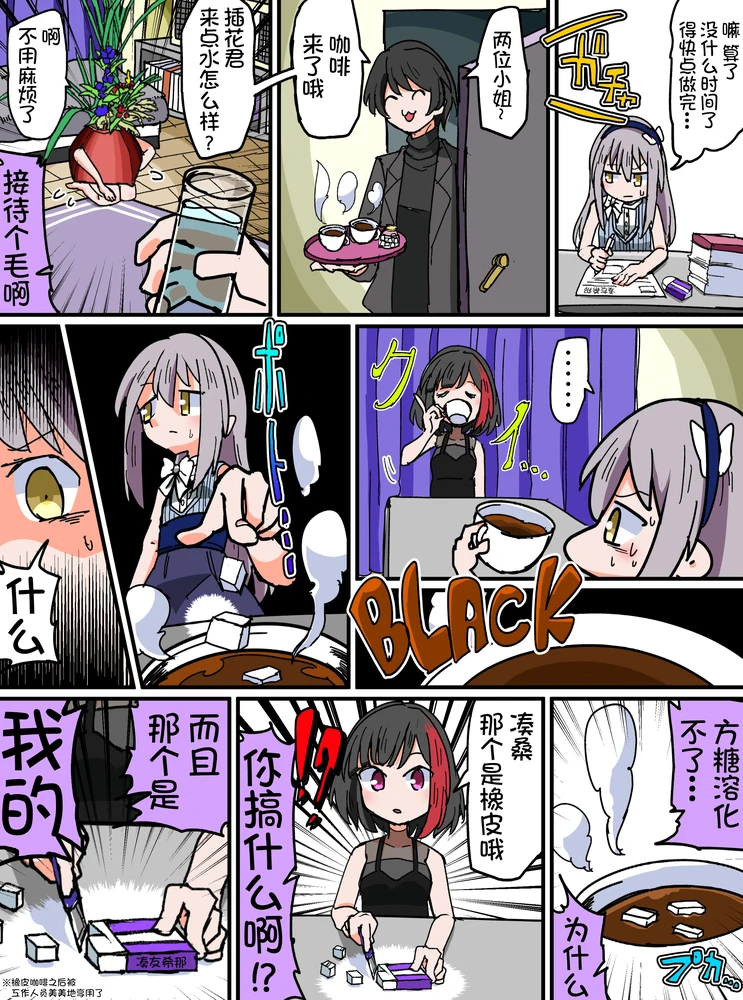 嘛 算了
没什么时间了
得快点做完…
ガチャ
凑友希那
两位小姐~
咖啡
来了哦
插花君
来点水怎么样？
啊
不用麻烦了
接待个毛啊
……
クイ…
BLACK
ポト…
什么
方糖溶化
不了…
为什么
プカ…
凑桑
那个是橡皮哦
!?
你搞什么啊!?
而且
那个是
我的
凑友希那
※橡皮咖啡之后被
工作人员美美地享用了